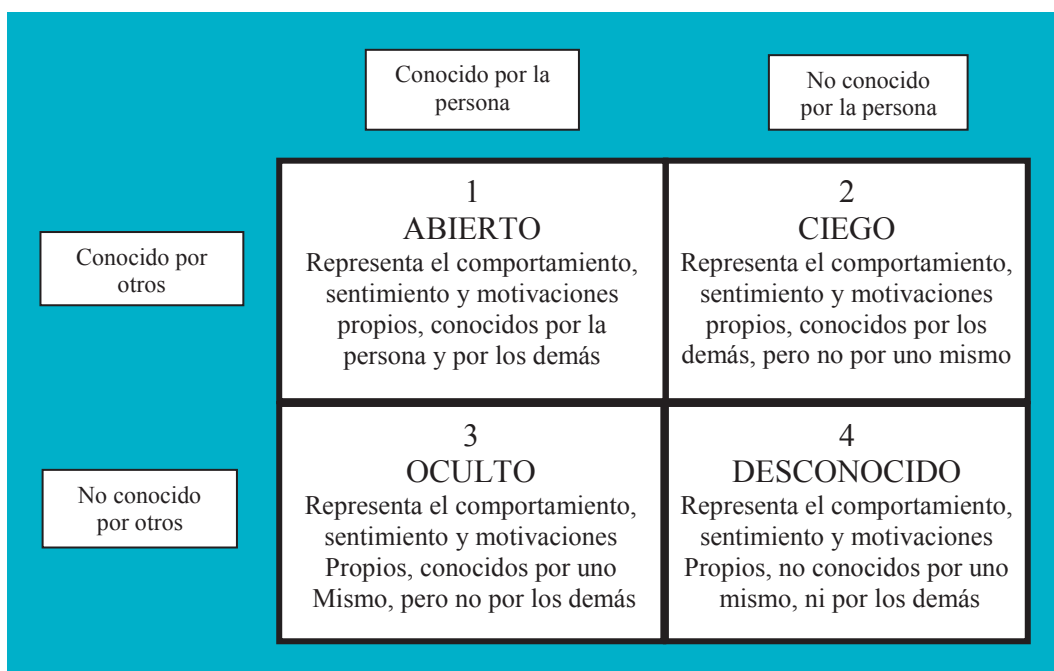 Conocido por la
persona
No conocido
por la persona
Conocido por
otros
1
ABIERTO
Representa el comportamiento,
sentimiento y motivaciones
propios, conocidos por la
persona y por los demás
2
CIEGO
Representa el comportamiento,
sentimiento y motivaciones
propios, conocidos por los
demás, pero no por uno mismo
No conocido
por otros
3
OCULTO
Representa el comportamiento,
sentimiento y motivaciones
Propios, conocidos por uno
Mismo, pero no por los demás
4
DESCONOCIDO
Representa el comportamiento,
sentimiento y motivaciones
Propios, no conocidos por uno
mismo, ni por los demás